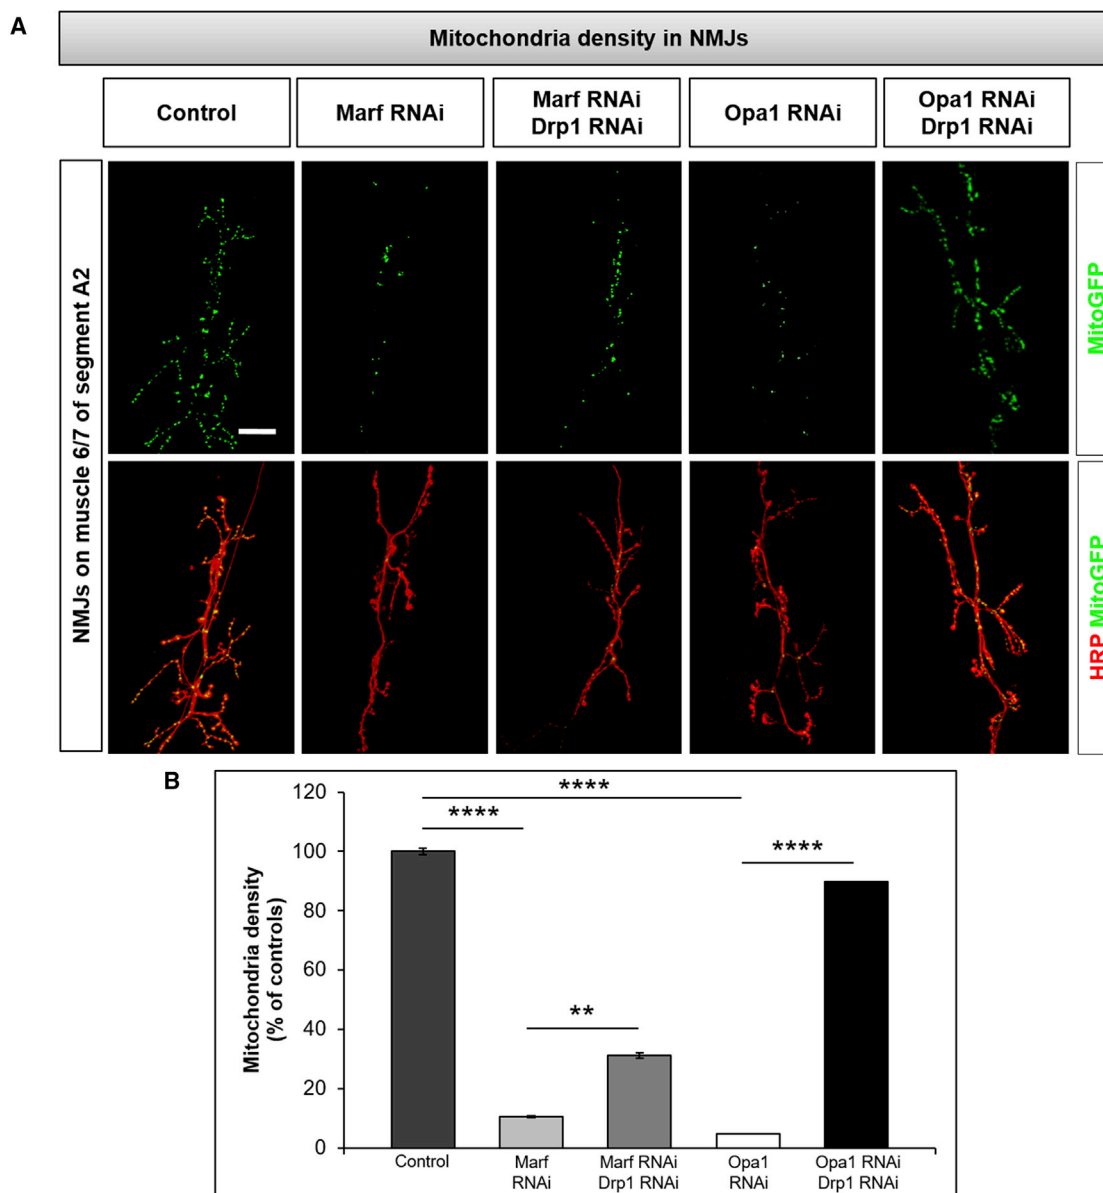 A
Mitochondria density in NMJs
Control
Marf RNAi
Marf RNAi
Drp1 RNAi
Opa1 RNAi
Opa1 RNAi
Drp1 RNAi
NMJs on muscle 6/7 of segment A2
MitoGFP
HRP MitoGFP
B
Mitochondria density
(% of controls)
120
100
80
60
40
20
0
****
****
****
**
Control
Marf
RNAi
Marf RNAi
Drp1 RNAi
Opa1
RNAi
Opa1 RNAi
Drp1 RNAi